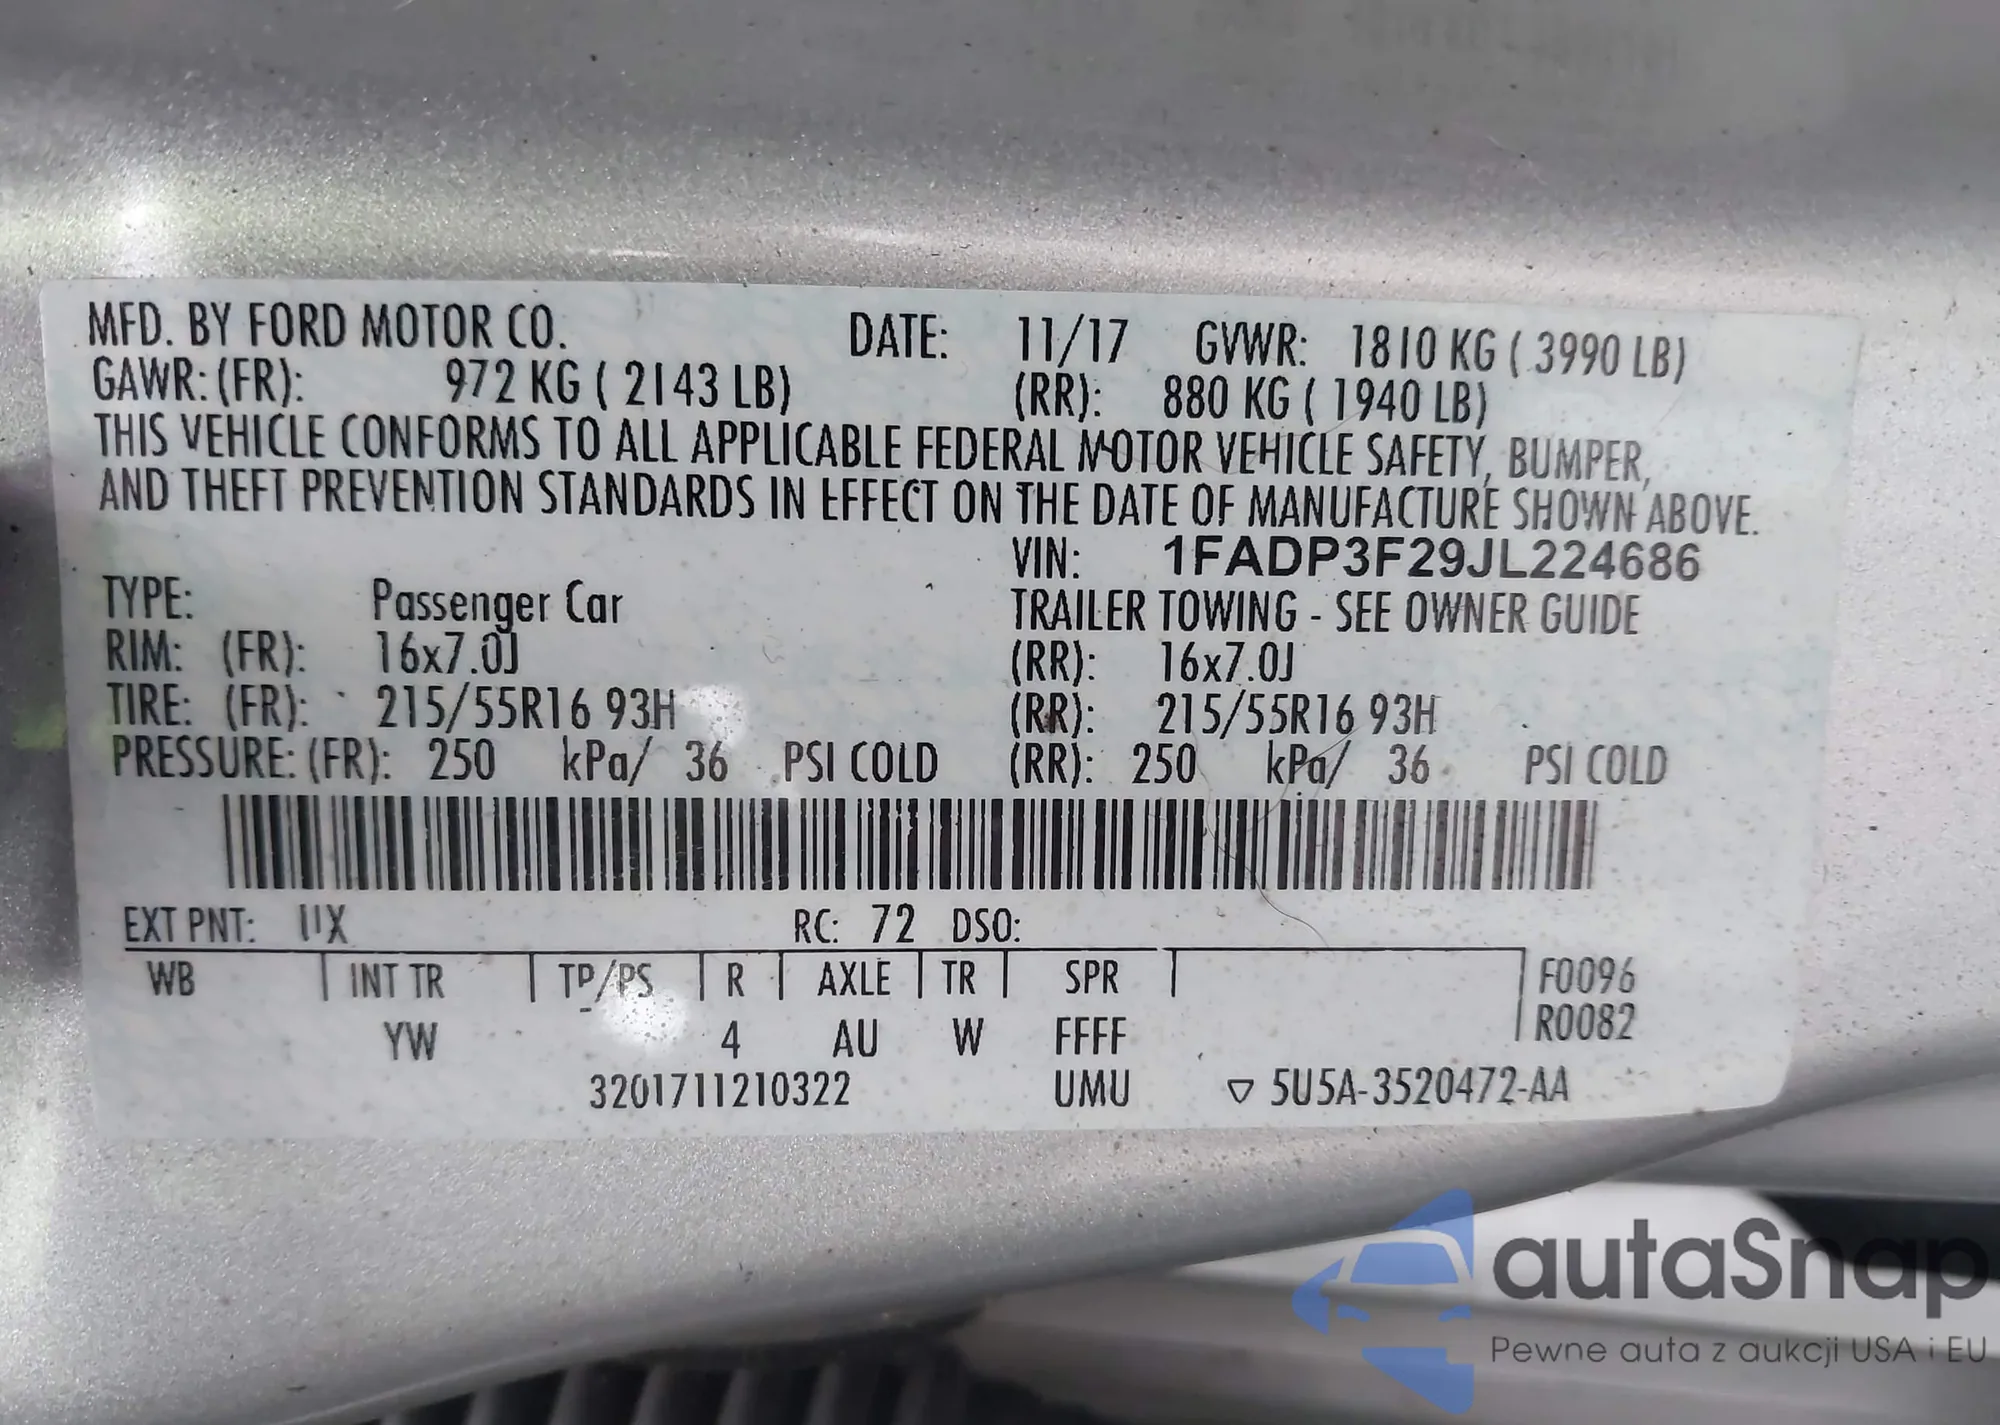 MFD. BY FORD MOTOR CO. DATE: 11/17 GVWR: 1810 KG ( 3990 LB)
GAWR: (FR): 972 KG ( 2143 LB) (RR): 880 KG ( 1940 LB)
THIS VEHICLE CONFORMS TO ALL APPLICABLE FEDERAL MOTOR VEHICLE SAFETY, BUMPER,
AND THEFT PREVENTION STANDARDS IN EFFECT ON THE DATE OF MANUFACTURE SHOWN ABOVE.
VIN: 1FADP3F29JL224686
TYPE: Passenger Car TRAILER TOWING - SEE OWNER GUIDE
RIM: (FR): 16x7.0J (RR): 16x7.0J
TIRE: (FR): 215/55R16 93H (RR): 215/55R16 93H
PRESSURE: (FR): 250 kPa/ 36 PSI COLD (RR): 250 kPa/ 36 PSI COLD
EXT PNT: UX RC: 72 DSO:
WB INT TR TP/PS R AXLE TR SPR F0096
R0082
YW 4 AU W FFFF
3201711210322 UMU ▽ 5U5A-3520472-AA
autaSnap
Pewne auta z aukcji USA i EU